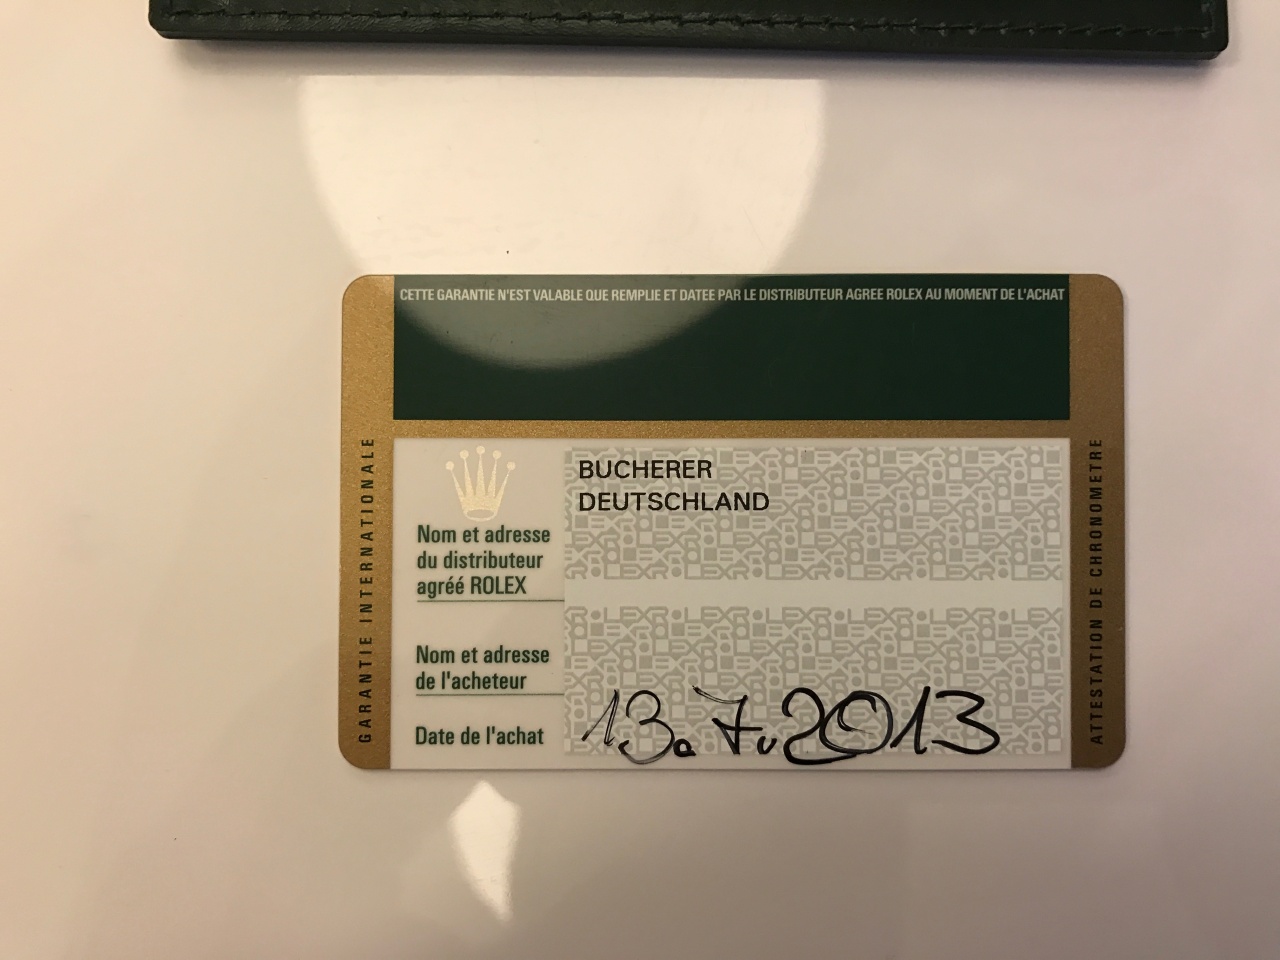 CETTE GARANTIE N'EST VALABLE QUE REMPLIE ET DATEE PAR LE DISTRIBUTEUR AGREE ROLEX AU MOMENT DE L'ACHAT
GARANTIE INTERNATIONALE
BUCHERER
DEUTSCHLAND
Nom et adresse
du distributeur
agréé ROLEX
Nom et adresse
de l'acheteur
Date de l'achat 13.7.2013
ATTESTATION DE CHRONOMETRE